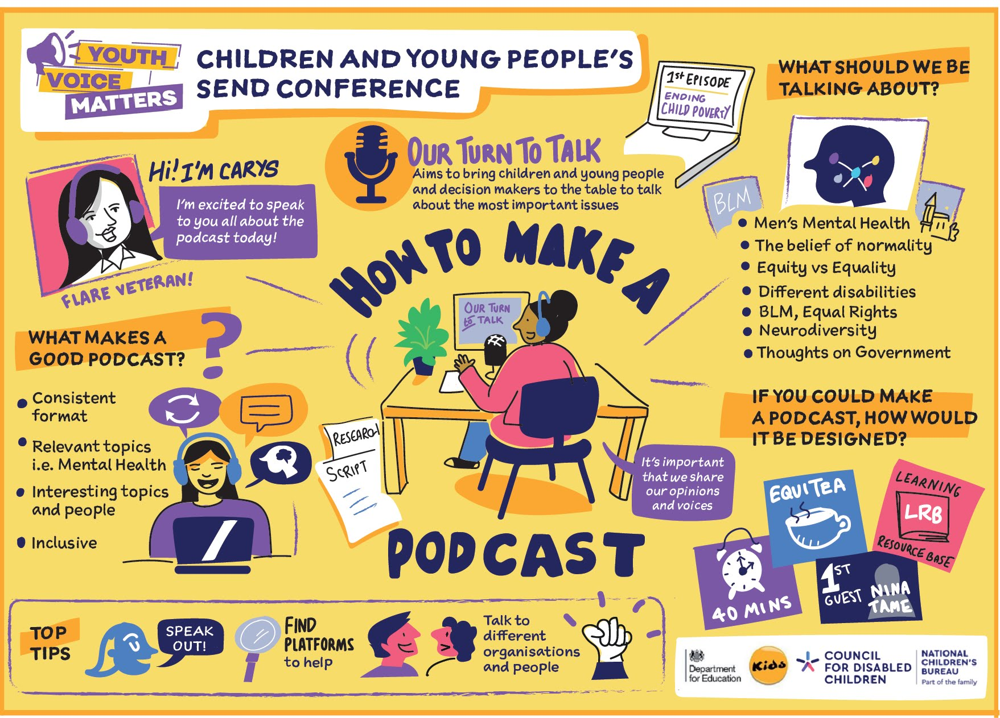 YOUTH
VOICE
MATTERS
CHILDREN AND YOUNG PEOPLE'S
SEND CONFERENCE
Hi! I'M CARYS
I'm excited to speak
to you all about the
podcast today!
FLARE VETERAN!
OUR TURN TO TALK
Aims to bring children and young people
and decision makers to the table to talk
about the most important issues
1st EPISODE
ENDING
CHILD POVERTY
WHAT SHOULD WE BE
TALKING ABOUT?
BLM
• Men's Mental Health
• The belief of normality
• Equity vs Equality
• Different disabilities
• BLM, Equal Rights
• Neurodiversity
• Thoughts on Government
HOW TO MAKE A
PODCAST
OUR TURN
to TALK
RESEARCH
SCRIPT
It's important
that we share
our opinions
and voices
WHAT MAKES A
GOOD PODCAST?
?
• Consistent
format
• Relevant topics
i.e. Mental Health
• Interesting topics
and people
• Inclusive
IF YOU COULD MAKE
A PODCAST, HOW WOULD
IT BE DESIGNED?
EQUITEA
LEARNING
LRB
RESOURCE BASE
40 MINS
1ST
GUEST
NINA
TAME
TOP
TIPS
SPEAK
OUT!
FIND
PLATFORMS
to help
Talk to
different
organisations
and people
Department
for Education
Kids
COUNCIL
FOR DISABLED
CHILDREN
NATIONAL
CHILDREN'S
BUREAU
Part of the family